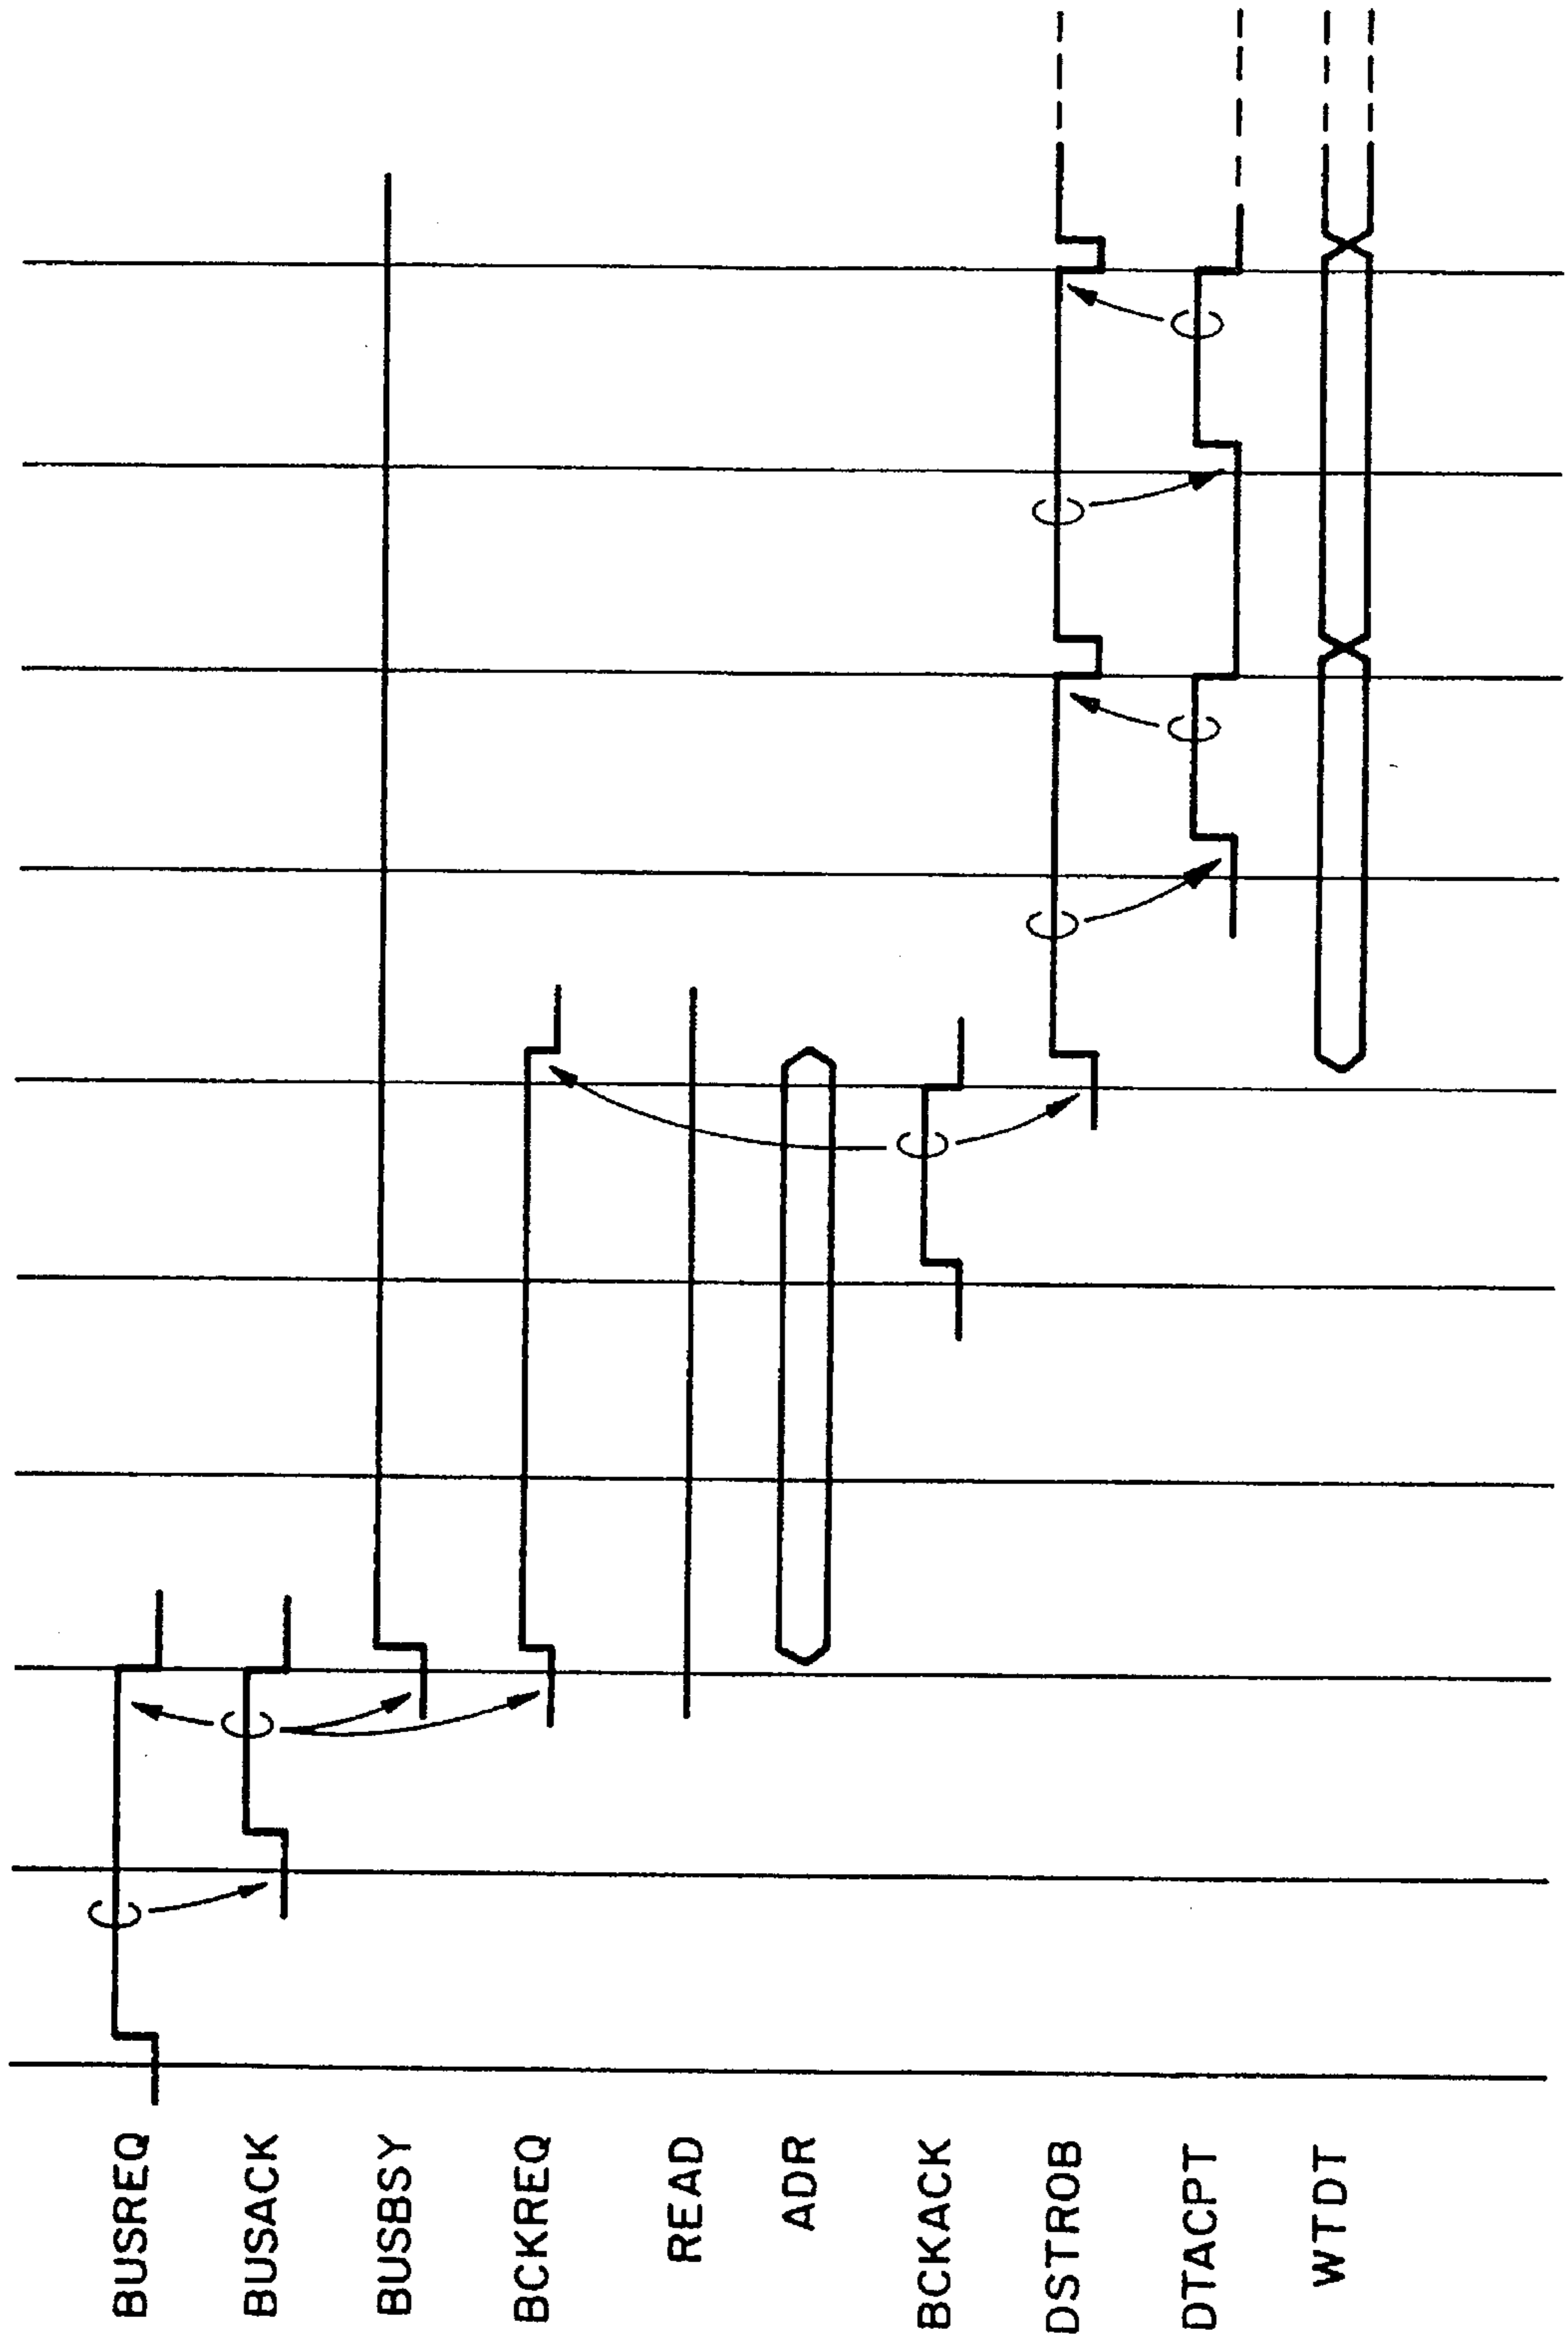 BUSREQ
BUSACK
BUSBSY
BCKREQ
READ
ADR
BCKACK
DSTROB
DTACPT
WTDT